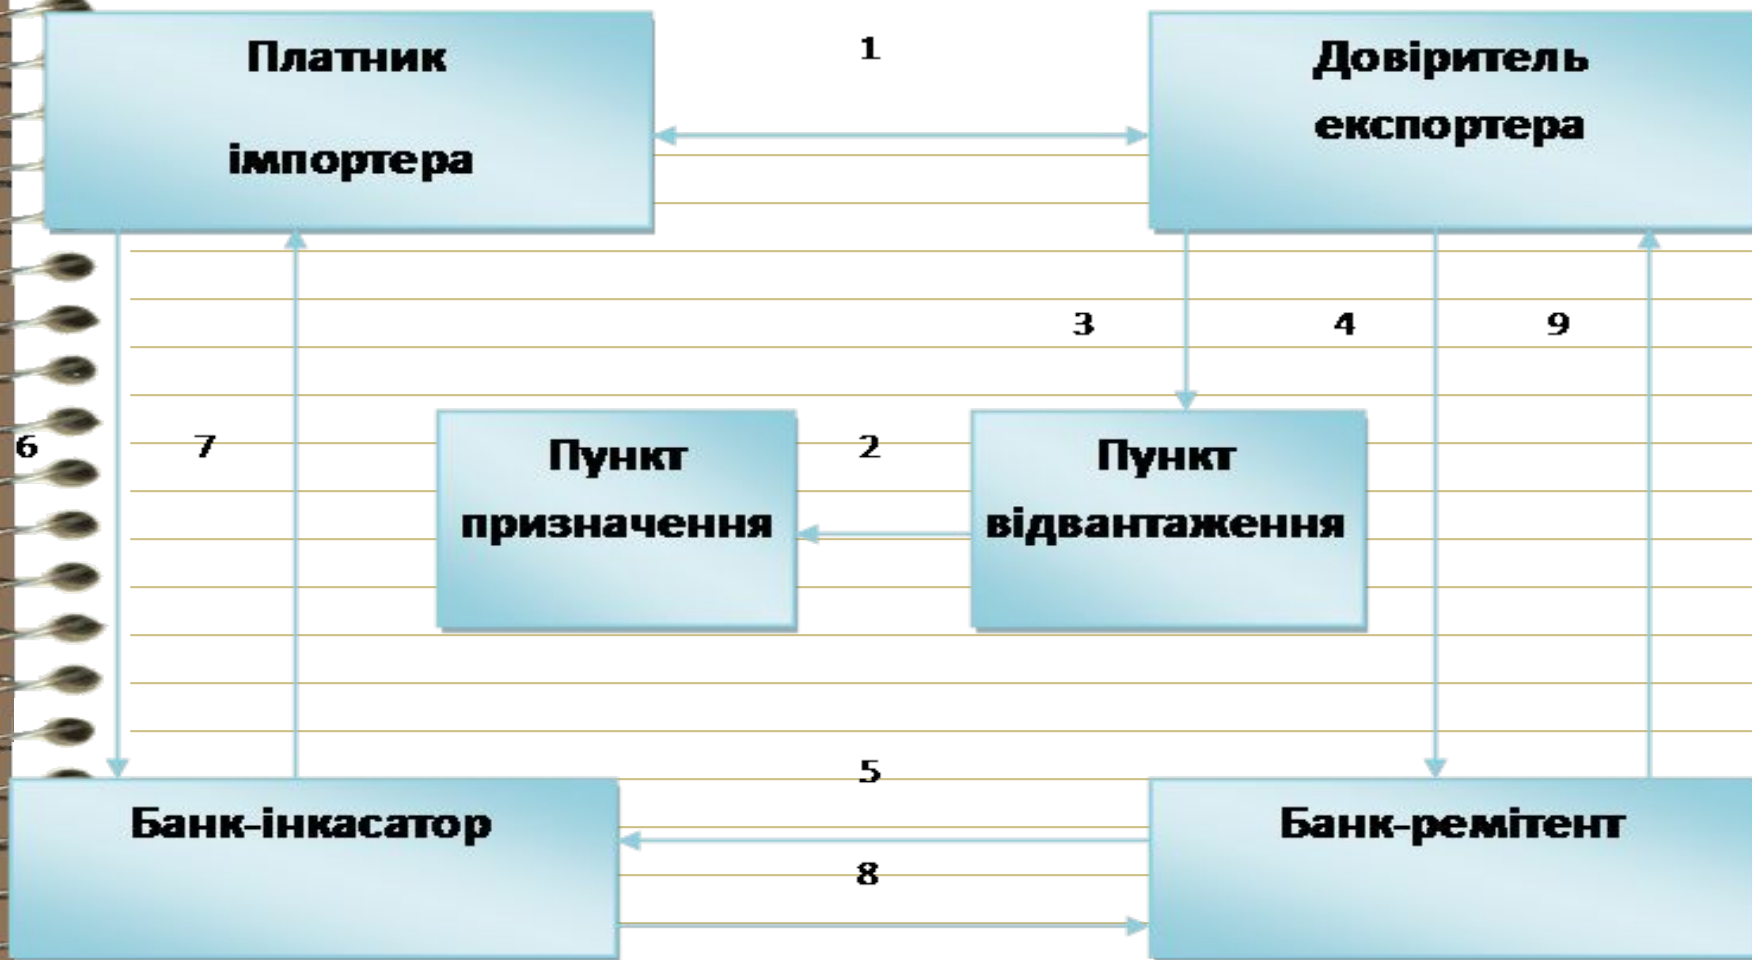 Платник
імпортера
1
Довіритель
експортера
3
4
9
6
7
Пункт
призначення
2
Пункт
відвантаження
5
Банк-інкасатор
8
Банк-ремітент